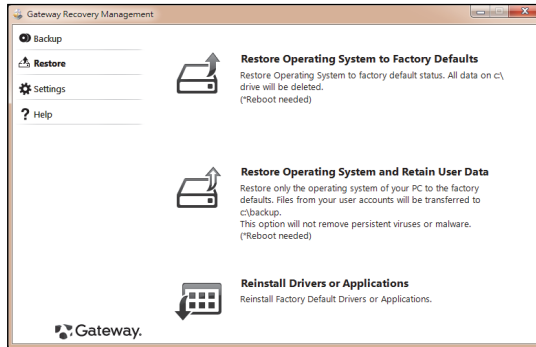 Gateway Recovery Management
Backup
Restore
Settings
? Help
Restore Operating System to Factory Defaults
Restore Operating System to factory default status. All data on c:\
drive will be deleted.
(*Reboot needed)
Restore Operating System and Retain User Data
Restore only the operating system of your PC to the factory
defaults. Files from your user accounts will be transferred to
c:\backup.
This option will not remove persistent viruses or malware.
(*Reboot needed)
Reinstall Drivers or Applications
Reinstall Factory Default Drivers or Applications.
Gateway.